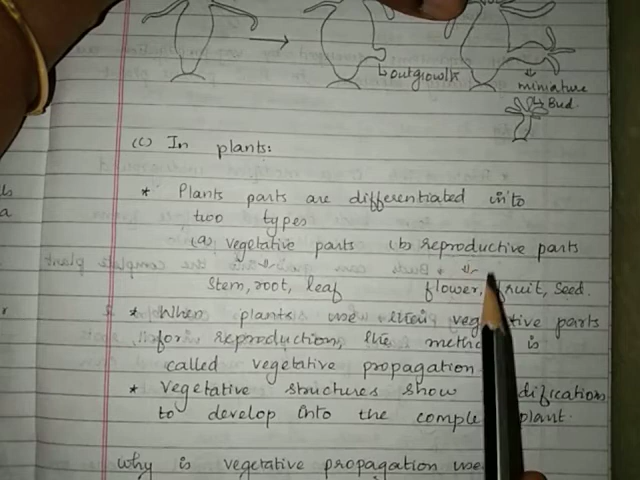 outgrowth
miniature
Bud.
(c) In plants:
* Plants parts are differentiated into
two types
(a) vegetative parts (b) reproductive parts
stem, root, leaf flower, fruit, seed.
* When plants use their vegetative parts
for reproduction, the method is
called vegetative propagation
* vegetative structures show
to develop into the plant.
why is vegetative propagation